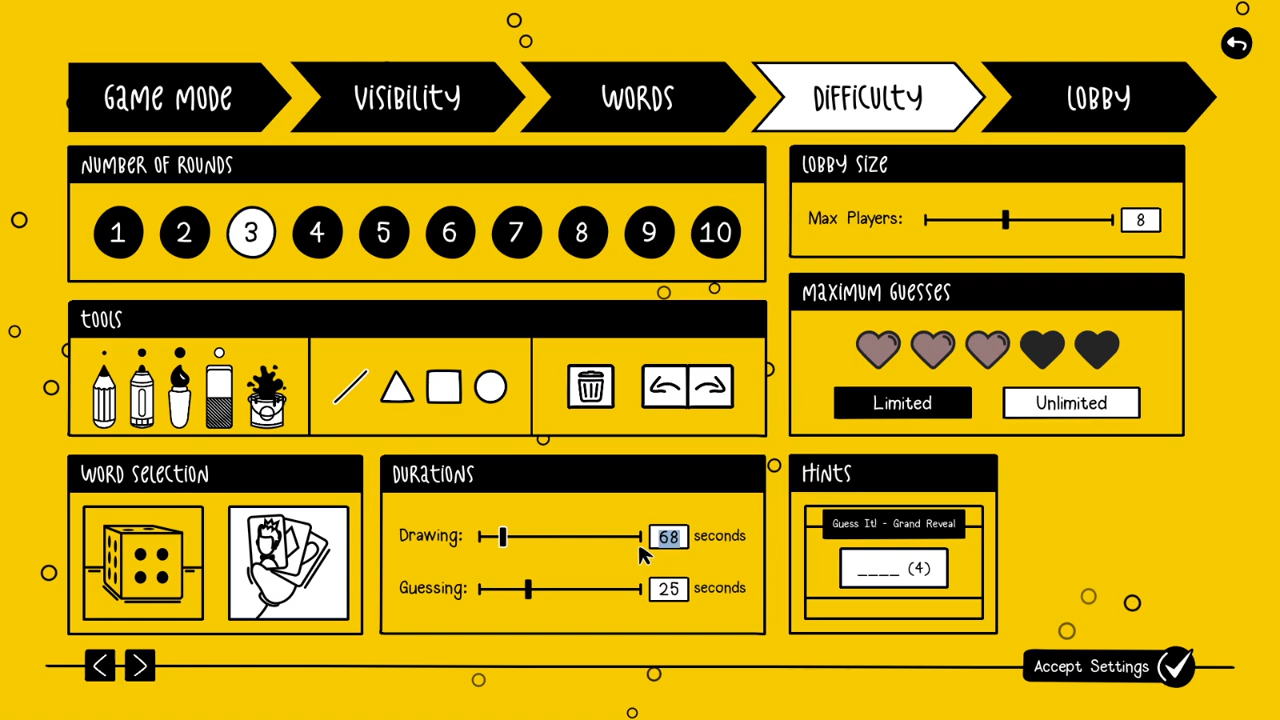 Game Mode
Visibility
Words
Difficulty
Lobby
Number of Rounds
1 2 3 4 5 6 7 8 9 10
Lobby Size
Max Players: 8
Maximum Guesses
Limited
Unlimited
Tools
Word Selection
Durations
Drawing: 68 seconds
Guessing: 25 seconds
Hints
Guess It! - Grand Reveal
____ (4)
Accept Settings